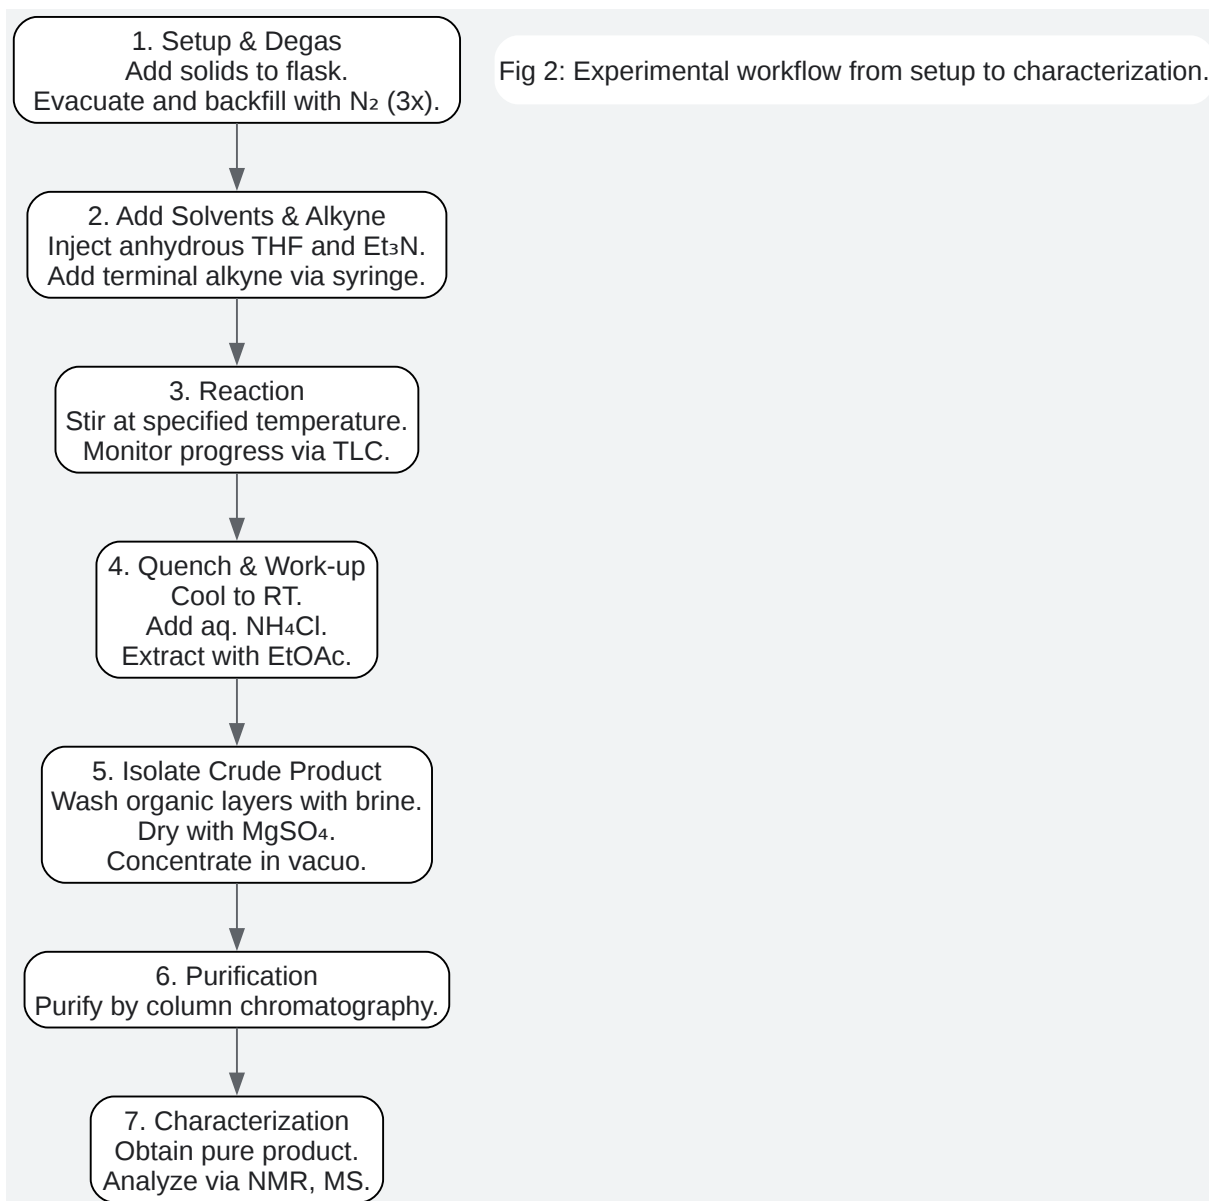 1. Setup & Degas
Add solids to flask.
Evacuate and backfill with N₂ (3x).
Fig 2: Experimental workflow from setup to characterization.
2. Add Solvents & Alkyne
Inject anhydrous THF and Et₃N.
Add terminal alkyne via syringe.
3. Reaction
Stir at specified temperature.
Monitor progress via TLC.
4. Quench & Work-up
Cool to RT.
Add aq. NH₄Cl.
Extract with EtOAc.
5. Isolate Crude Product
Wash organic layers with brine.
Dry with MgSO₄.
Concentrate in vacuo.
6. Purification
Purify by column chromatography.
7. Characterization
Obtain pure product.
Analyze via NMR, MS.